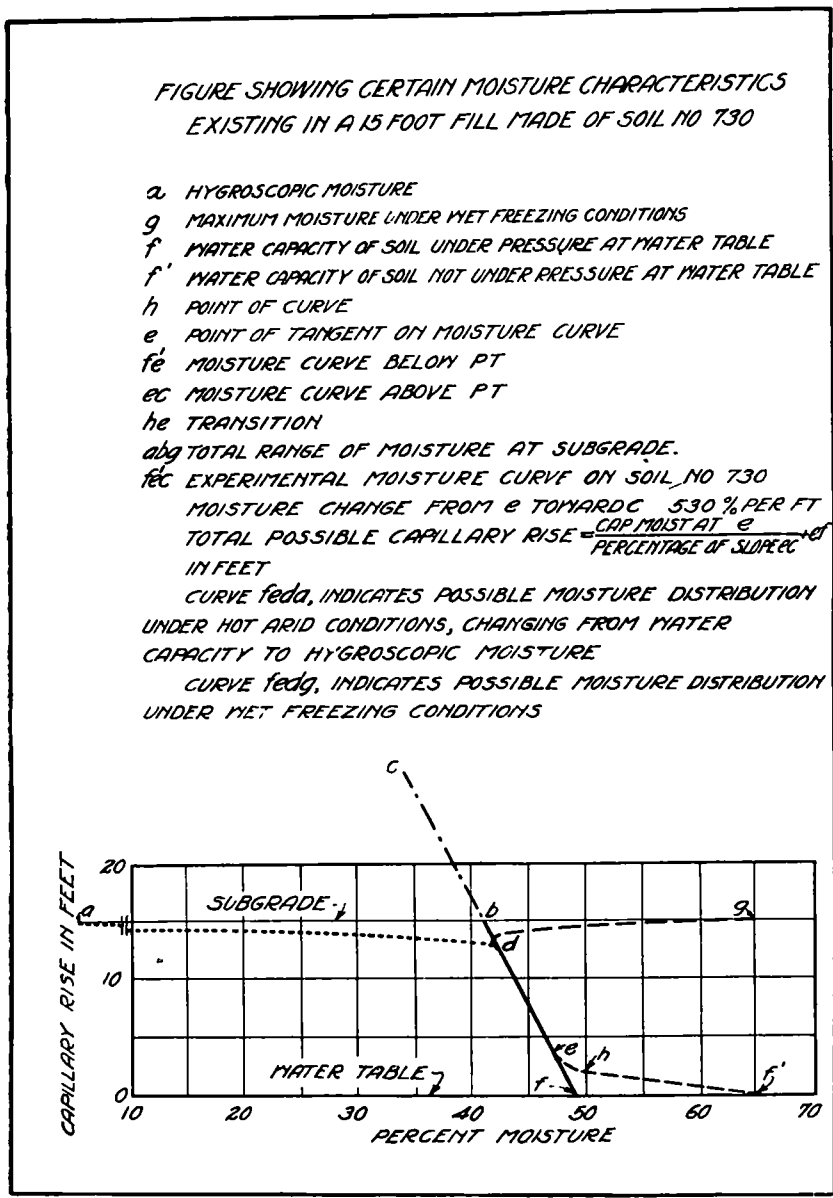 FIGURE SHOWING CERTAIN MOISTURE CHARACTERISTICS
EXISTING IN A 15 FOOT FILL MADE OF SOIL NO 730
a HYGROSCOPIC MOISTURE
g MAXIMUM MOISTURE UNDER WET FREEZING CONDITIONS
f WATER CAPACITY OF SOIL UNDER PRESSURE AT WATER TABLE
f' WATER CAPACITY OF SOIL NOT UNDER PRESSURE AT WATER TABLE
h POINT OF CURVE
e POINT OF TANGENT ON MOISTURE CURVE
f'e MOISTURE CURVE BELOW PT
ec MOISTURE CURVE ABOVE PT
he TRANSITION
abg TOTAL RANGE OF MOISTURE AT SUBGRADE.
f'ec EXPERIMENTAL MOISTURE CURVE ON SOIL NO 730
MOISTURE CHANGE FROM e TOWARD C 530 % PER FT
TOTAL POSSIBLE CAPILLARY RISE = CAP MOIST AT e / PERCENTAGE OF SLOPE ec + ef
IN FEET
CURVE feda, INDICATES POSSIBLE MOISTURE DISTRIBUTION
UNDER HOT ARID CONDITIONS, CHANGING FROM WATER
CAPACITY TO HYGROSCOPIC MOISTURE
CURVE fedg, INDICATES POSSIBLE MOISTURE DISTRIBUTION
UNDER WET FREEZING CONDITIONS
c
CAPILLARY RISE IN FEET
20
a
SUBGRADE
b
g
d
10
e
h
WATER TABLE
f
f'
0
10 20 30 40 50 60 70
PERCENT MOISTURE